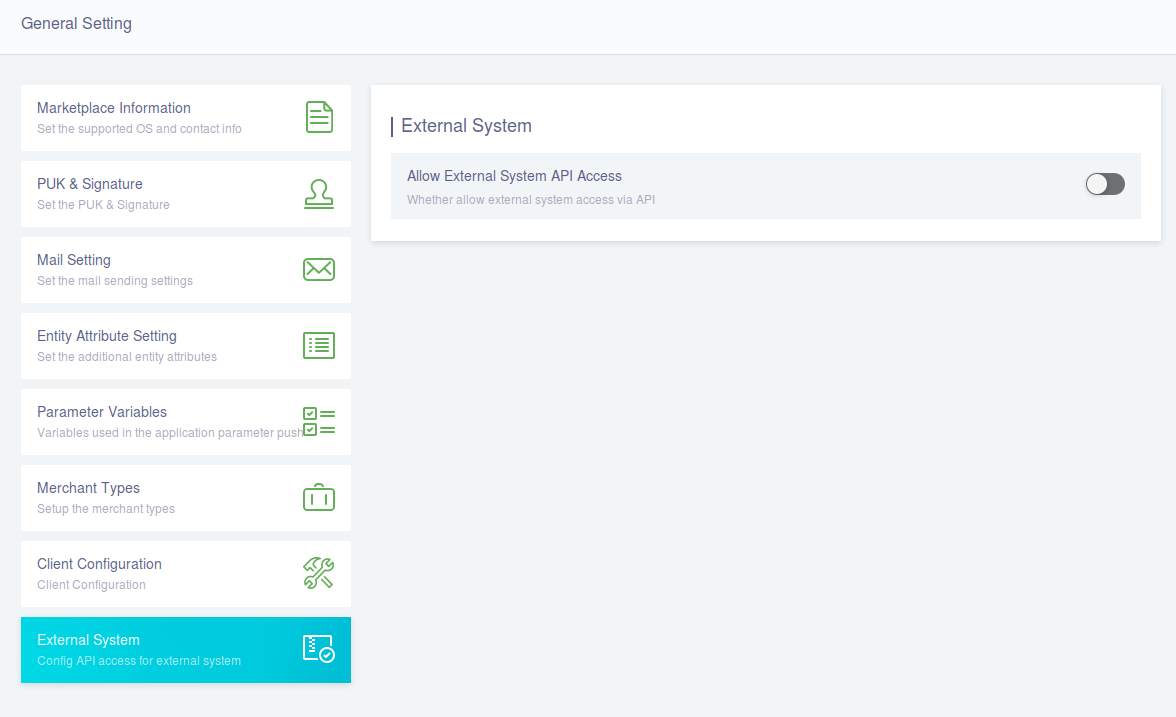 General Setting
Marketplace Information
Set the supported OS and contact info
PUK & Signature
Set the PUK & Signature
Mail Setting
Set the mail sending settings
Entity Attribute Setting
Set the additional entity attributes
Parameter Variables
Variables used in the application parameter push
Merchant Types
Setup the merchant types
Client Configuration
Client Configuration
External System
Config API access for external system
External System
Allow External System API Access
Whether allow external system access via API